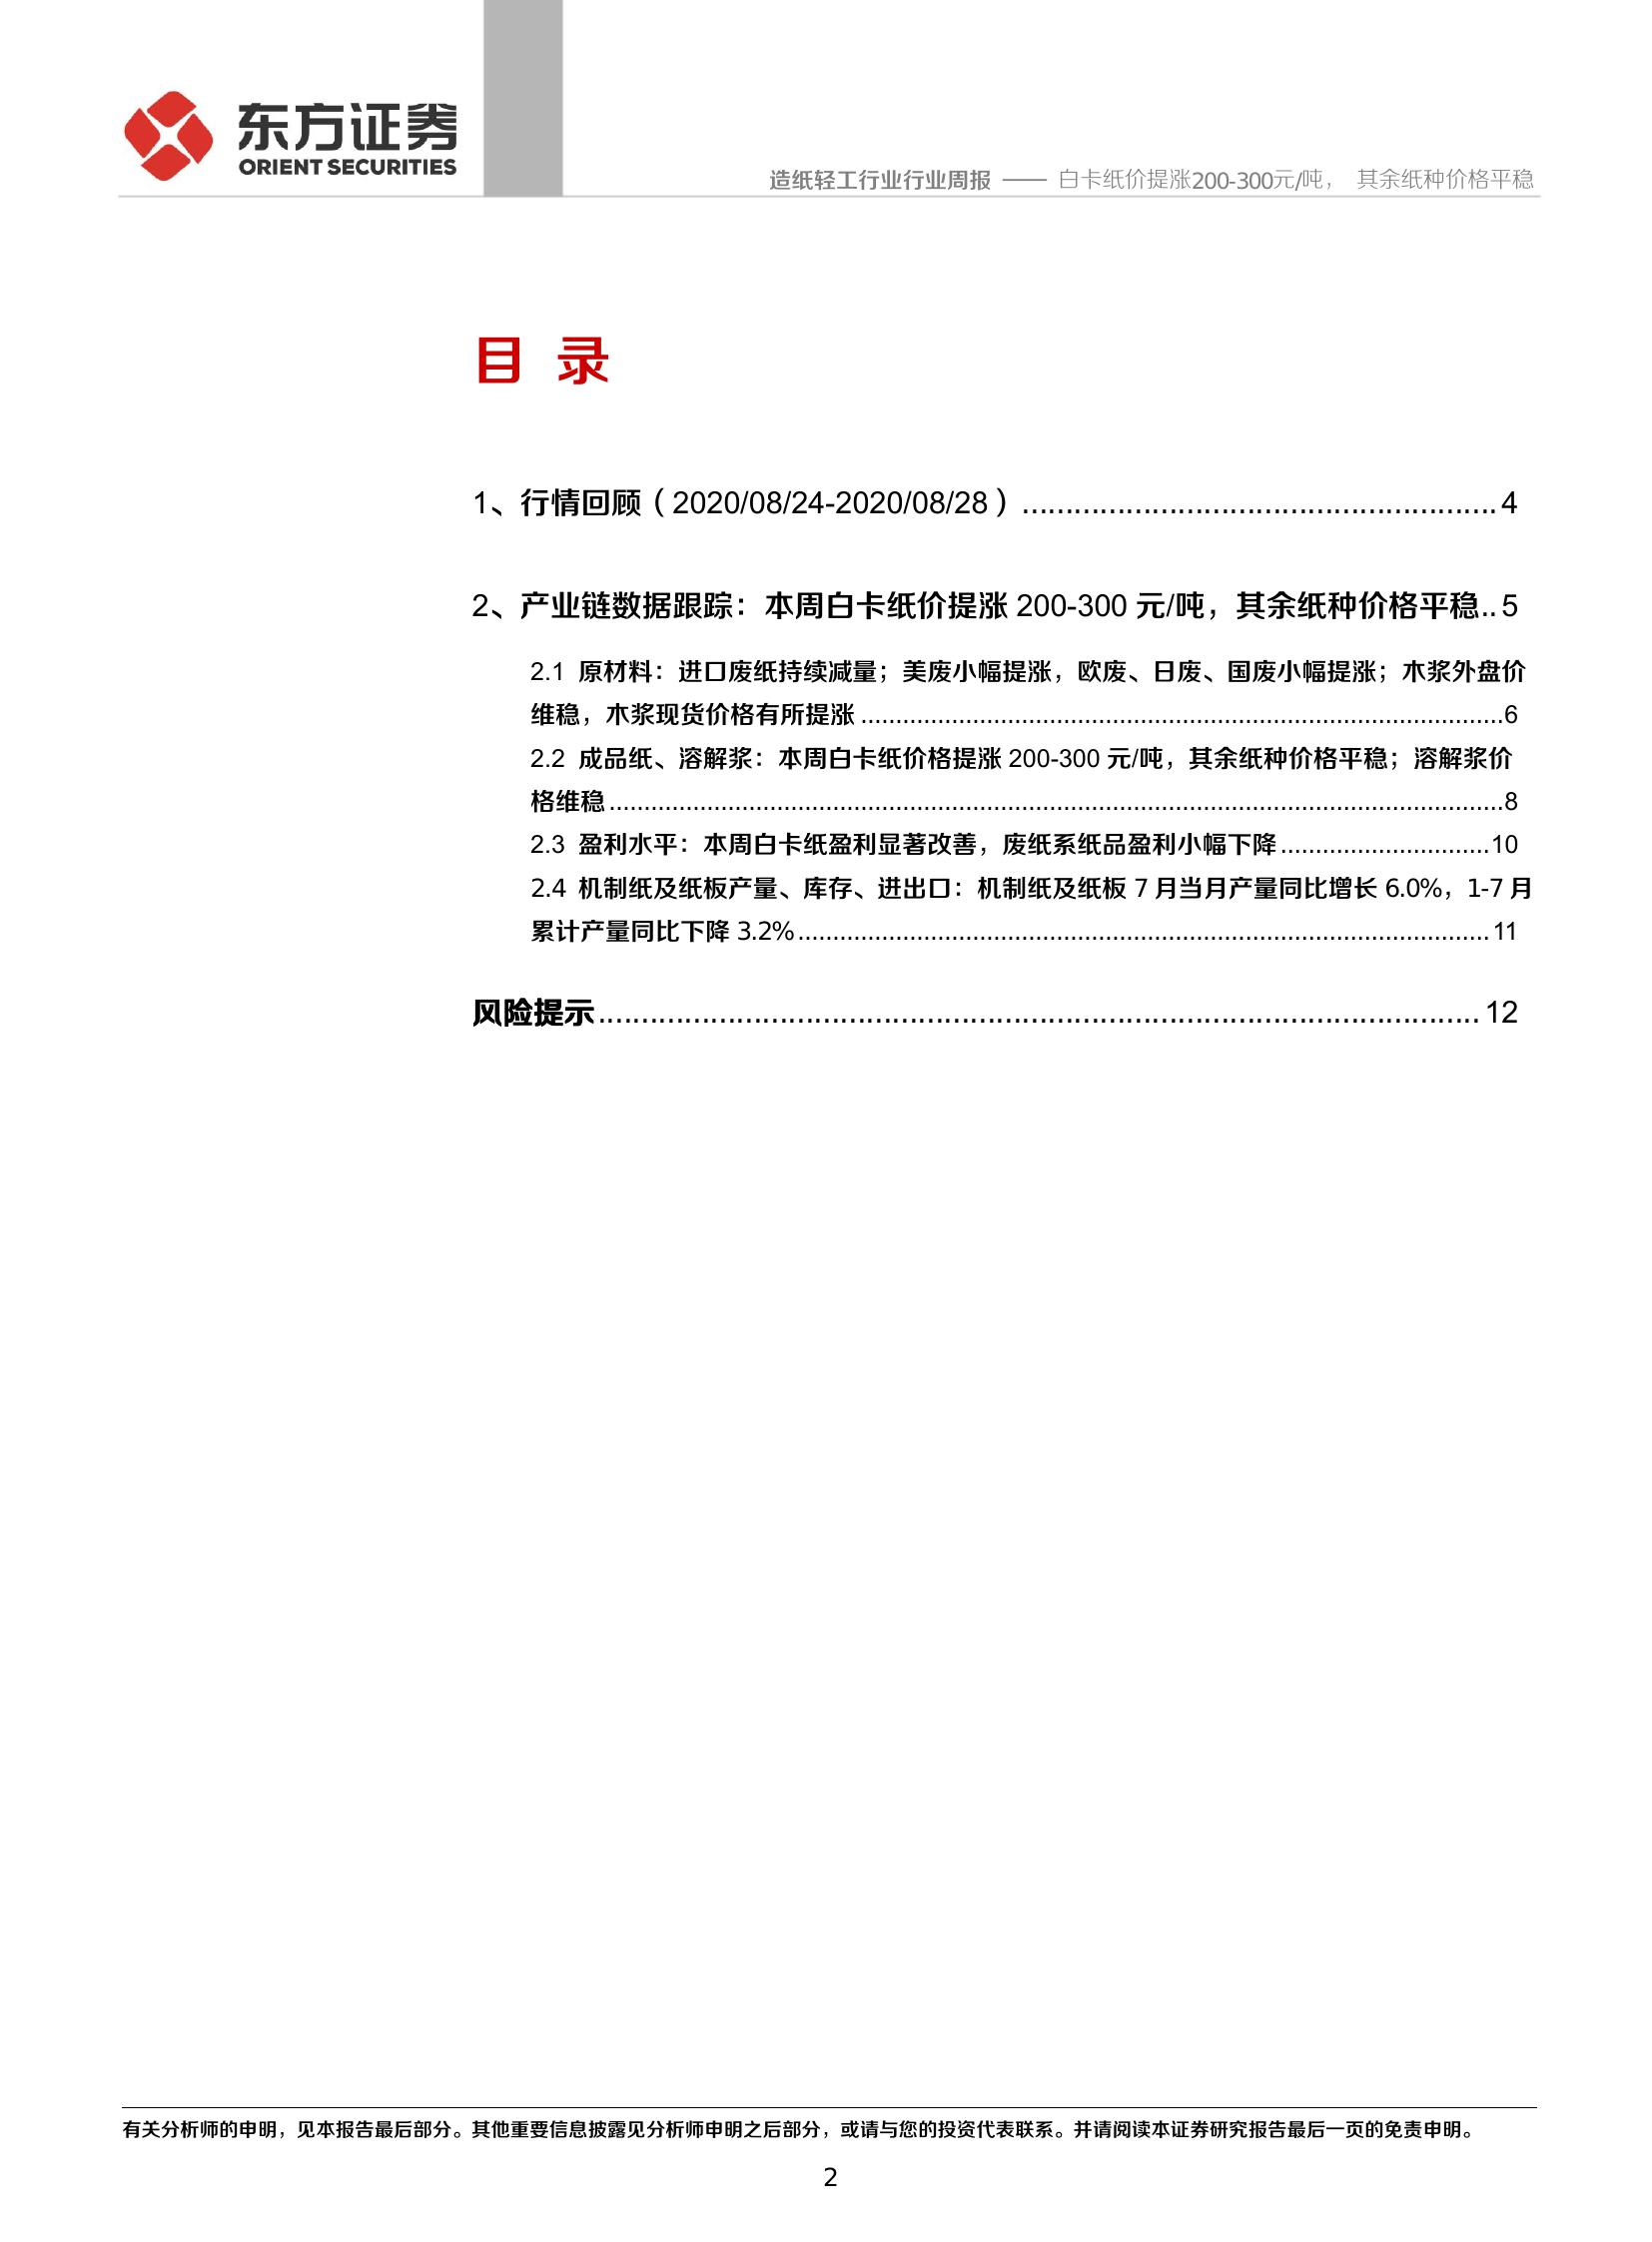 东方证券
ORIENT SECURITIES
造纸轻工行业行业周报 —— 白卡纸价提涨200-300元/吨， 其余纸种价格平稳
目 录
1、行情回顾（2020/08/24-2020/08/28）......................................................4
2、产业链数据跟踪：本周白卡纸价提涨 200-300 元/吨，其余纸种价格平稳..5
2.1 原材料：进口废纸持续减量；美废小幅提涨，欧废、日废、国废小幅提涨；木浆外盘价
维稳，木浆现货价格有所提涨............................................................................................6
2.2 成品纸、溶解浆：本周白卡纸价格提涨 200-300 元/吨，其余纸种价格平稳；溶解浆价
格维稳................................................................................................................................8
2.3 盈利水平：本周白卡纸盈利显著改善，废纸系纸品盈利小幅下降..............................10
2.4 机制纸及纸板产量、库存、进出口：机制纸及纸板 7 月当月产量同比增长 6.0%，1-7 月
累计产量同比下降 3.2%...................................................................................................11
风险提示.....................................................................................................12
有关分析师的申明，见本报告最后部分。其他重要信息披露见分析师申明之后部分，或请与您的投资代表联系。并请阅读本证券研究报告最后一页的免责申明。
2